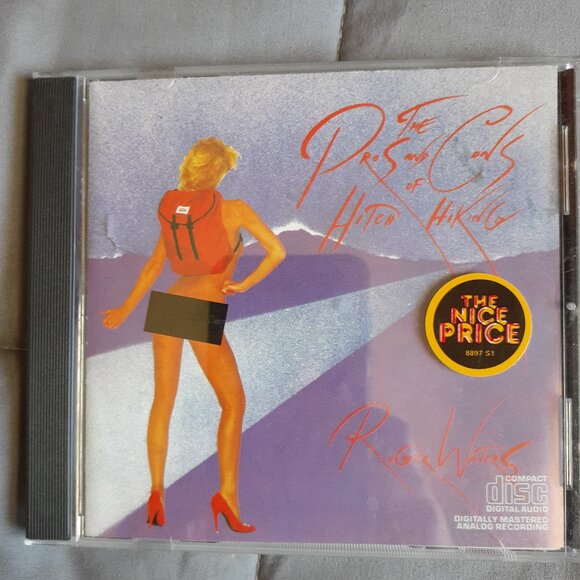 THE
PROS AND CONS
OF
HITCH HIKING
THE
NICE
PRICE
8897 S1
ROGER WATERS
COMPACT
disc
DIGITAL AUDIO
DIGITALLY MASTERED
ANALOG RECORDING